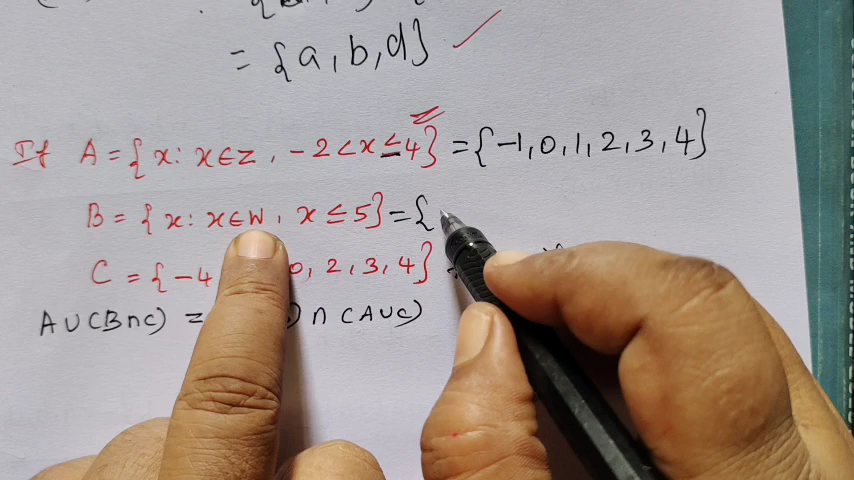 = {a, b, d} ✓
If A = { x : x ∈ Z, -2 < x ≤ 4} = {-1, 0, 1, 2, 3, 4}
B = { x : x ∈ W, x ≤ 5} = {
C = { -4 0, 2, 3, 4}
A ∪ (B ∩ C) = ) ∩ (A ∪ C)